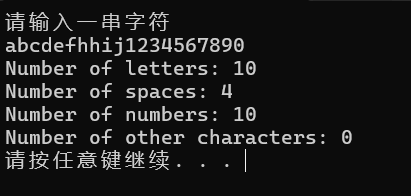 请输入一串字符
abcdefhhij1234567890
Number of letters: 10
Number of spaces: 4
Number of numbers: 10
Number of other characters: 0
请按任意键继续. . .